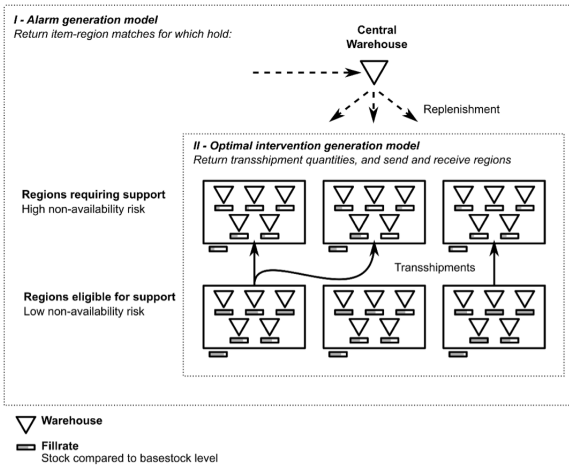 I - Alarm generation model
Return item-region matches for which hold:
Central
Warehouse
Replenishment
II - Optimal intervention generation model
Return transshipment quantities, and send and receive regions
Regions requiring support
High non-availability risk
Transshipments
Regions eligible for support
Low non-availability risk
Warehouse
Fillrate
Stock compared to basestock level